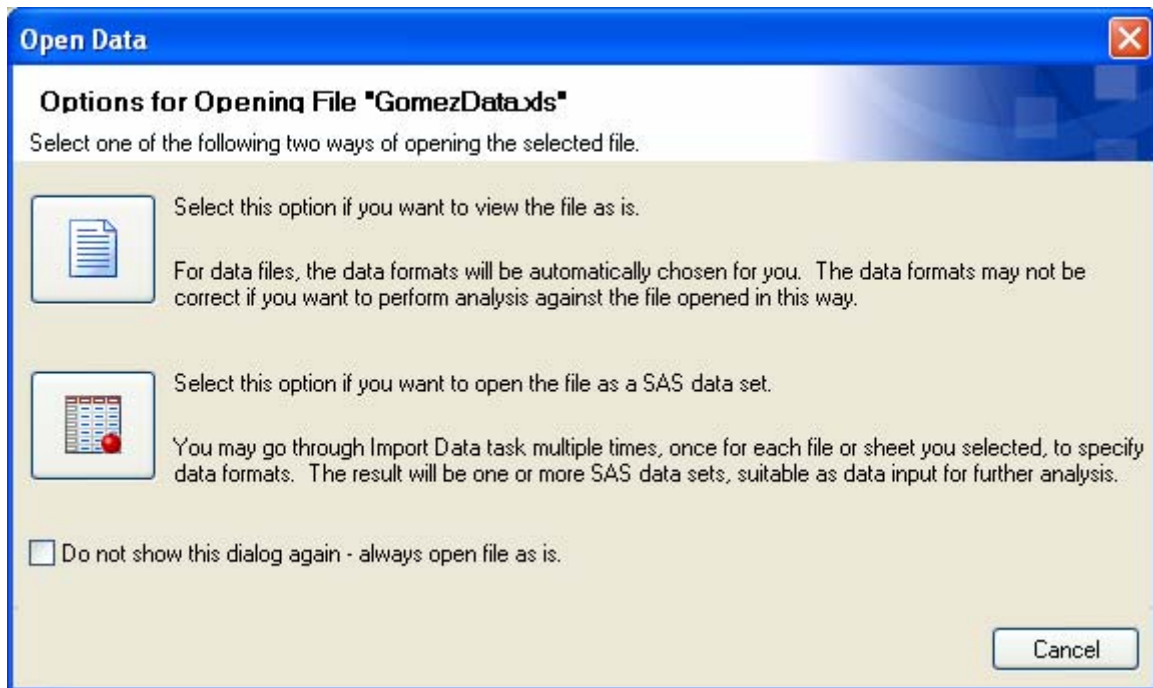 Open Data
Options for Opening File "GomezData.xls"
Select one of the following two ways of opening the selected file.
Select this option if you want to view the file as is.
For data files, the data formats will be automatically chosen for you. The data formats may not be
correct if you want to perform analysis against the file opened in this way.
Select this option if you want to open the file as a SAS data set.
You may go through Import Data task multiple times, once for each file or sheet you selected, to specify
data formats. The result will be one or more SAS data sets, suitable as data input for further analysis.
Do not show this dialog again - always open file as is.
Cancel